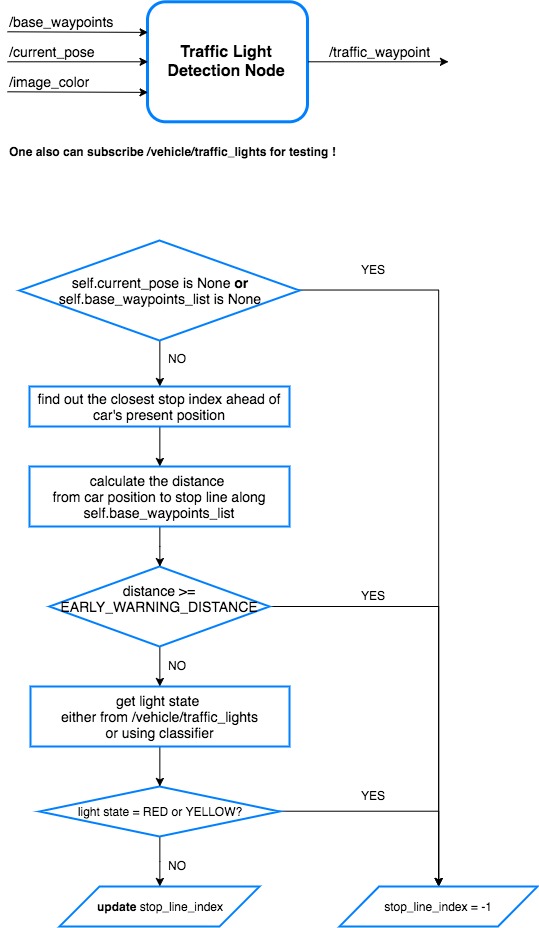 /base_waypoints
/current_pose
/image_color
Traffic Light
Detection Node
/traffic_waypoint
One also can subscribe /vehicle/traffic_lights for testing !
self.current_pose is None or
self.base_waypoints_list is None
YES
NO
find out the closest stop index ahead of
car's present position
calculate the distance
from car position to stop line along
self.base_waypoints_list
distance >=
EARLY_WARNING_DISTANCE
YES
NO
get light state
either from /vehicle/traffic_lights
or using classifier
light state = RED or YELLOW?
YES
NO
update stop_line_index
stop_line_index = -1